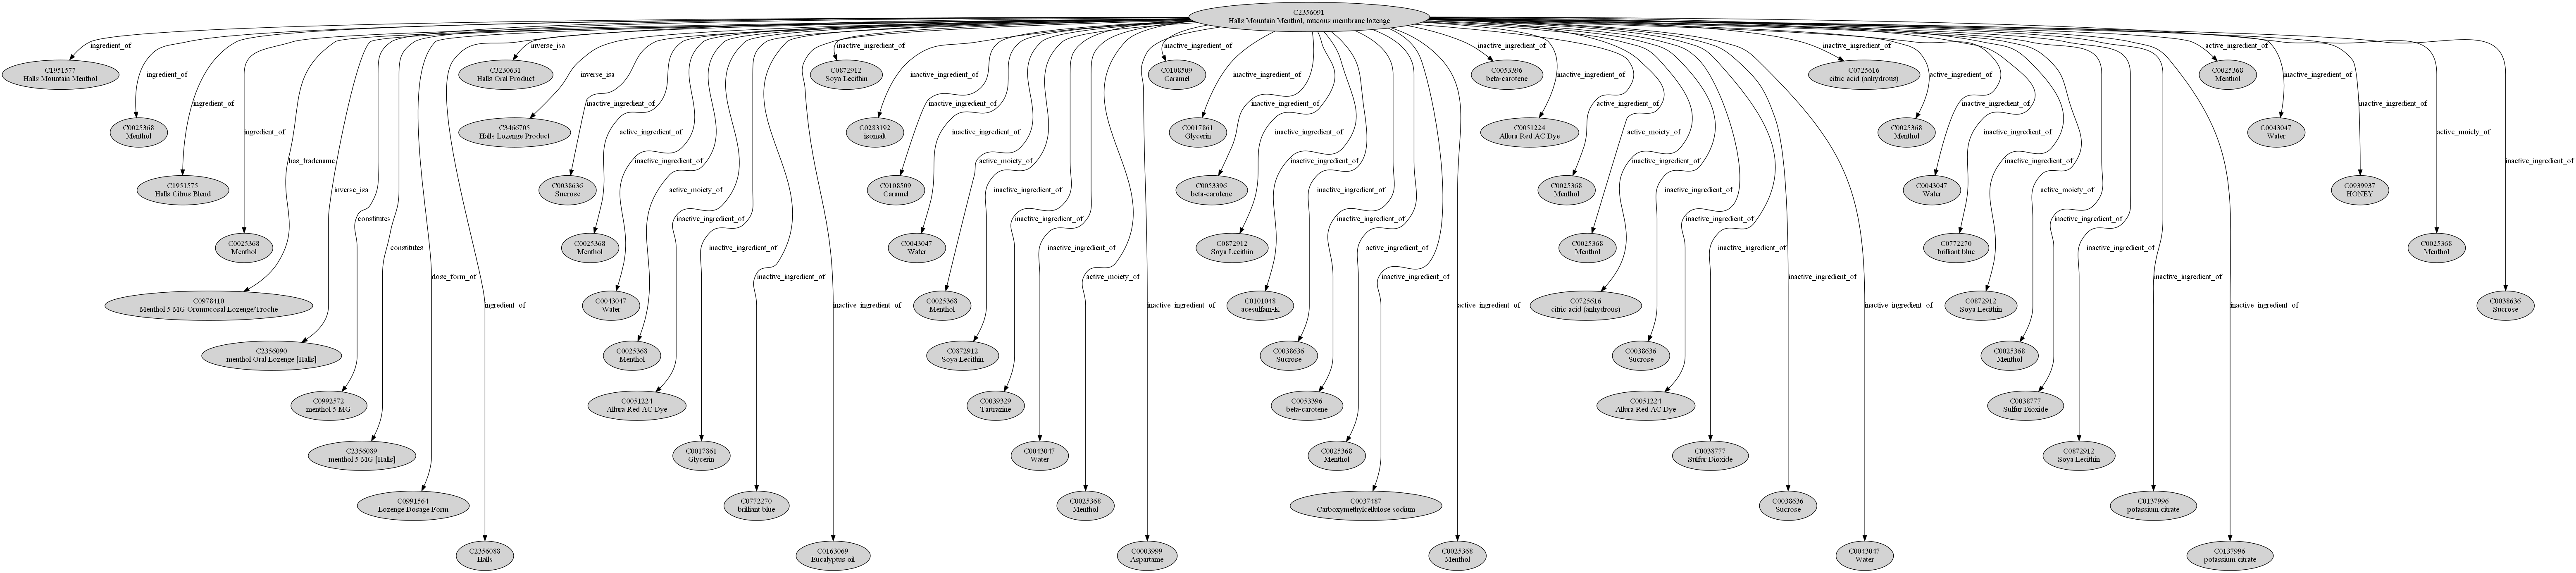 C2356091
Halls Mountain Menthol, mucous membrane lozenge
ingredient_of
C1951577
Halls Mountain Menthol
ingredient_of
C0025368
Menthol
ingredient_of
C1951575
Halls Citrus Blend
ingredient_of
C0025368
Menthol
has_tradename
C0978410
Menthol 5 MG Oromucosal Lozenge/Troche
inverse_isa
C2356090
menthol Oral Lozenge [Halls]
constitutes
C0992572
menthol 5 MG
constitutes
C2356089
menthol 5 MG [Halls]
dose_form_of
C0991564
Lozenge Dosage Form
ingredient_of
C2356088
Halls
inverse_isa
C3230631
Halls Oral Product
inverse_isa
C3466705
Halls Lozenge Product
inactive_ingredient_of
C0038636
Sucrose
active_ingredient_of
C0025368
Menthol
inactive_ingredient_of
C0043047
Water
active_moiety_of
C0025368
Menthol
inactive_ingredient_of
C0051224
Allura Red AC Dye
inactive_ingredient_of
C0017861
Glycerin
inactive_ingredient_of
C0772270
brilliant blue
inactive_ingredient_of
C0163069
Eucalyptus oil
inactive_ingredient_of
C0872912
Soya Lecithin
inactive_ingredient_of
C0283192
isomalt
inactive_ingredient_of
C0108509
Caramel
inactive_ingredient_of
C0043047
Water
active_moiety_of
C0025368
Menthol
inactive_ingredient_of
C0872912
Soya Lecithin
inactive_ingredient_of
C0039329
Tartrazine
inactive_ingredient_of
C0043047
Water
active_moiety_of
C0025368
Menthol
inactive_ingredient_of
C0003999
Aspartame
inactive_ingredient_of
C0108509
Caramel
inactive_ingredient_of
C0017861
Glycerin
inactive_ingredient_of
C0053396
beta-carotene
inactive_ingredient_of
C0872912
Soya Lecithin
inactive_ingredient_of
C0101048
acesulfam-K
inactive_ingredient_of
C0038636
Sucrose
inactive_ingredient_of
C0053396
beta-carotene
active_ingredient_of
C0025368
Menthol
inactive_ingredient_of
C0037487
Carboxymethylcellulose sodium
active_ingredient_of
C0025368
Menthol
inactive_ingredient_of
C0053396
beta-carotene
inactive_ingredient_of
C0051224
Allura Red AC Dye
active_ingredient_of
C0025368
Menthol
active_moiety_of
C0025368
Menthol
inactive_ingredient_of
C0725616
citric acid (anhydrous)
inactive_ingredient_of
C0038636
Sucrose
inactive_ingredient_of
C0051224
Allura Red AC Dye
inactive_ingredient_of
C0038777
Sulfur Dioxide
inactive_ingredient_of
C0038636
Sucrose
inactive_ingredient_of
C0043047
Water
inactive_ingredient_of
C0725616
citric acid (anhydrous)
active_ingredient_of
C0025368
Menthol
inactive_ingredient_of
C0043047
Water
inactive_ingredient_of
C0772270
brilliant blue
inactive_ingredient_of
C0872912
Soya Lecithin
active_moiety_of
C0025368
Menthol
inactive_ingredient_of
C0038777
Sulfur Dioxide
inactive_ingredient_of
C0872912
Soya Lecithin
inactive_ingredient_of
C0137996
potassium citrate
inactive_ingredient_of
C0137996
potassium citrate
active_ingredient_of
C0025368
Menthol
inactive_ingredient_of
C0043047
Water
inactive_ingredient_of
C0939937
HONEY
active_moiety_of
C0025368
Menthol
inactive_ingredient_of
C0038636
Sucrose